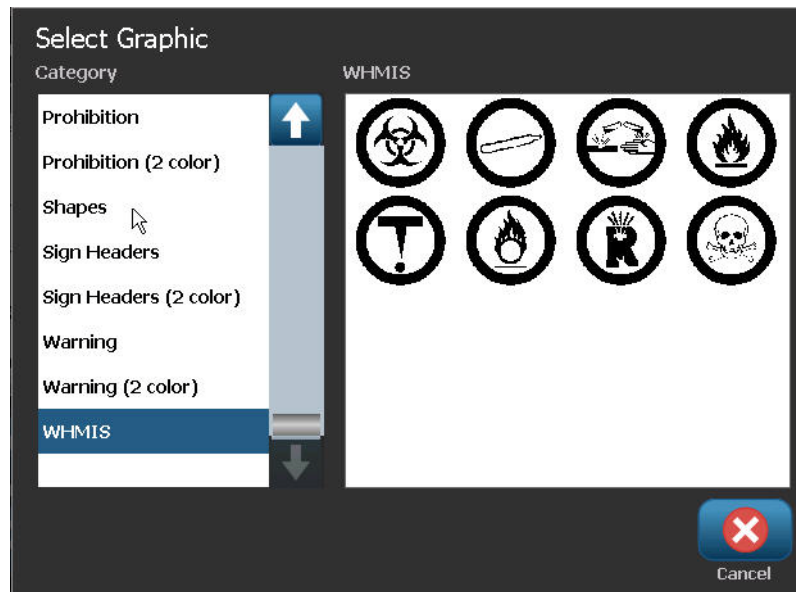 Select Graphic
Category
WHMIS
Prohibition
Prohibition (2 color)
Shapes
Sign Headers
Sign Headers (2 color)
Warning
Warning (2 color)
WHMIS
R
Cancel